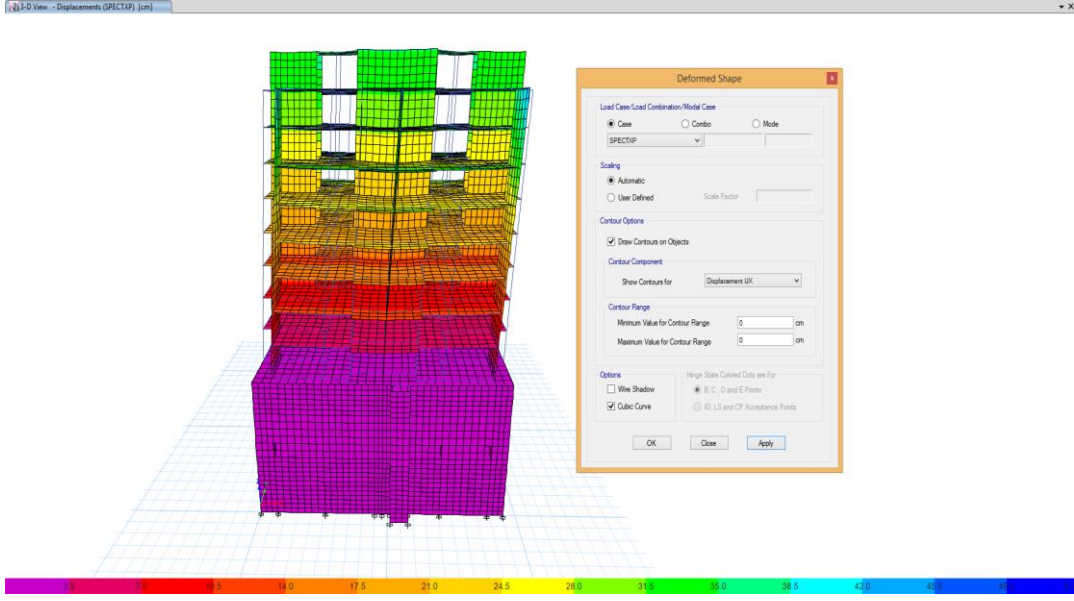 3-D View - Displacements (SPECTXP) [cm]
Deformed Shape
x
Load Case/Load Combination/Modal Case
Case Combo Mode
SPECTXP
Scaling
Automatic
User Defined Scale Factor
Contour Options
Draw Contours on Objects
Contour Component
Show Contours for Displacement UX
Contour Range
Minimum Value for Contour Range 0 cm
Maximum Value for Contour Range 0 cm
Options Hinge State Colored Dots are For
Wire Shadow B, C, D and E Points
Cubic Curve IO, LS and CP Acceptance Points
OK Close Apply
3.5 7.0 10.5 14.0 17.5 21.0 24.5 28.0 31.5 35.0 38.5 42.0 45.5